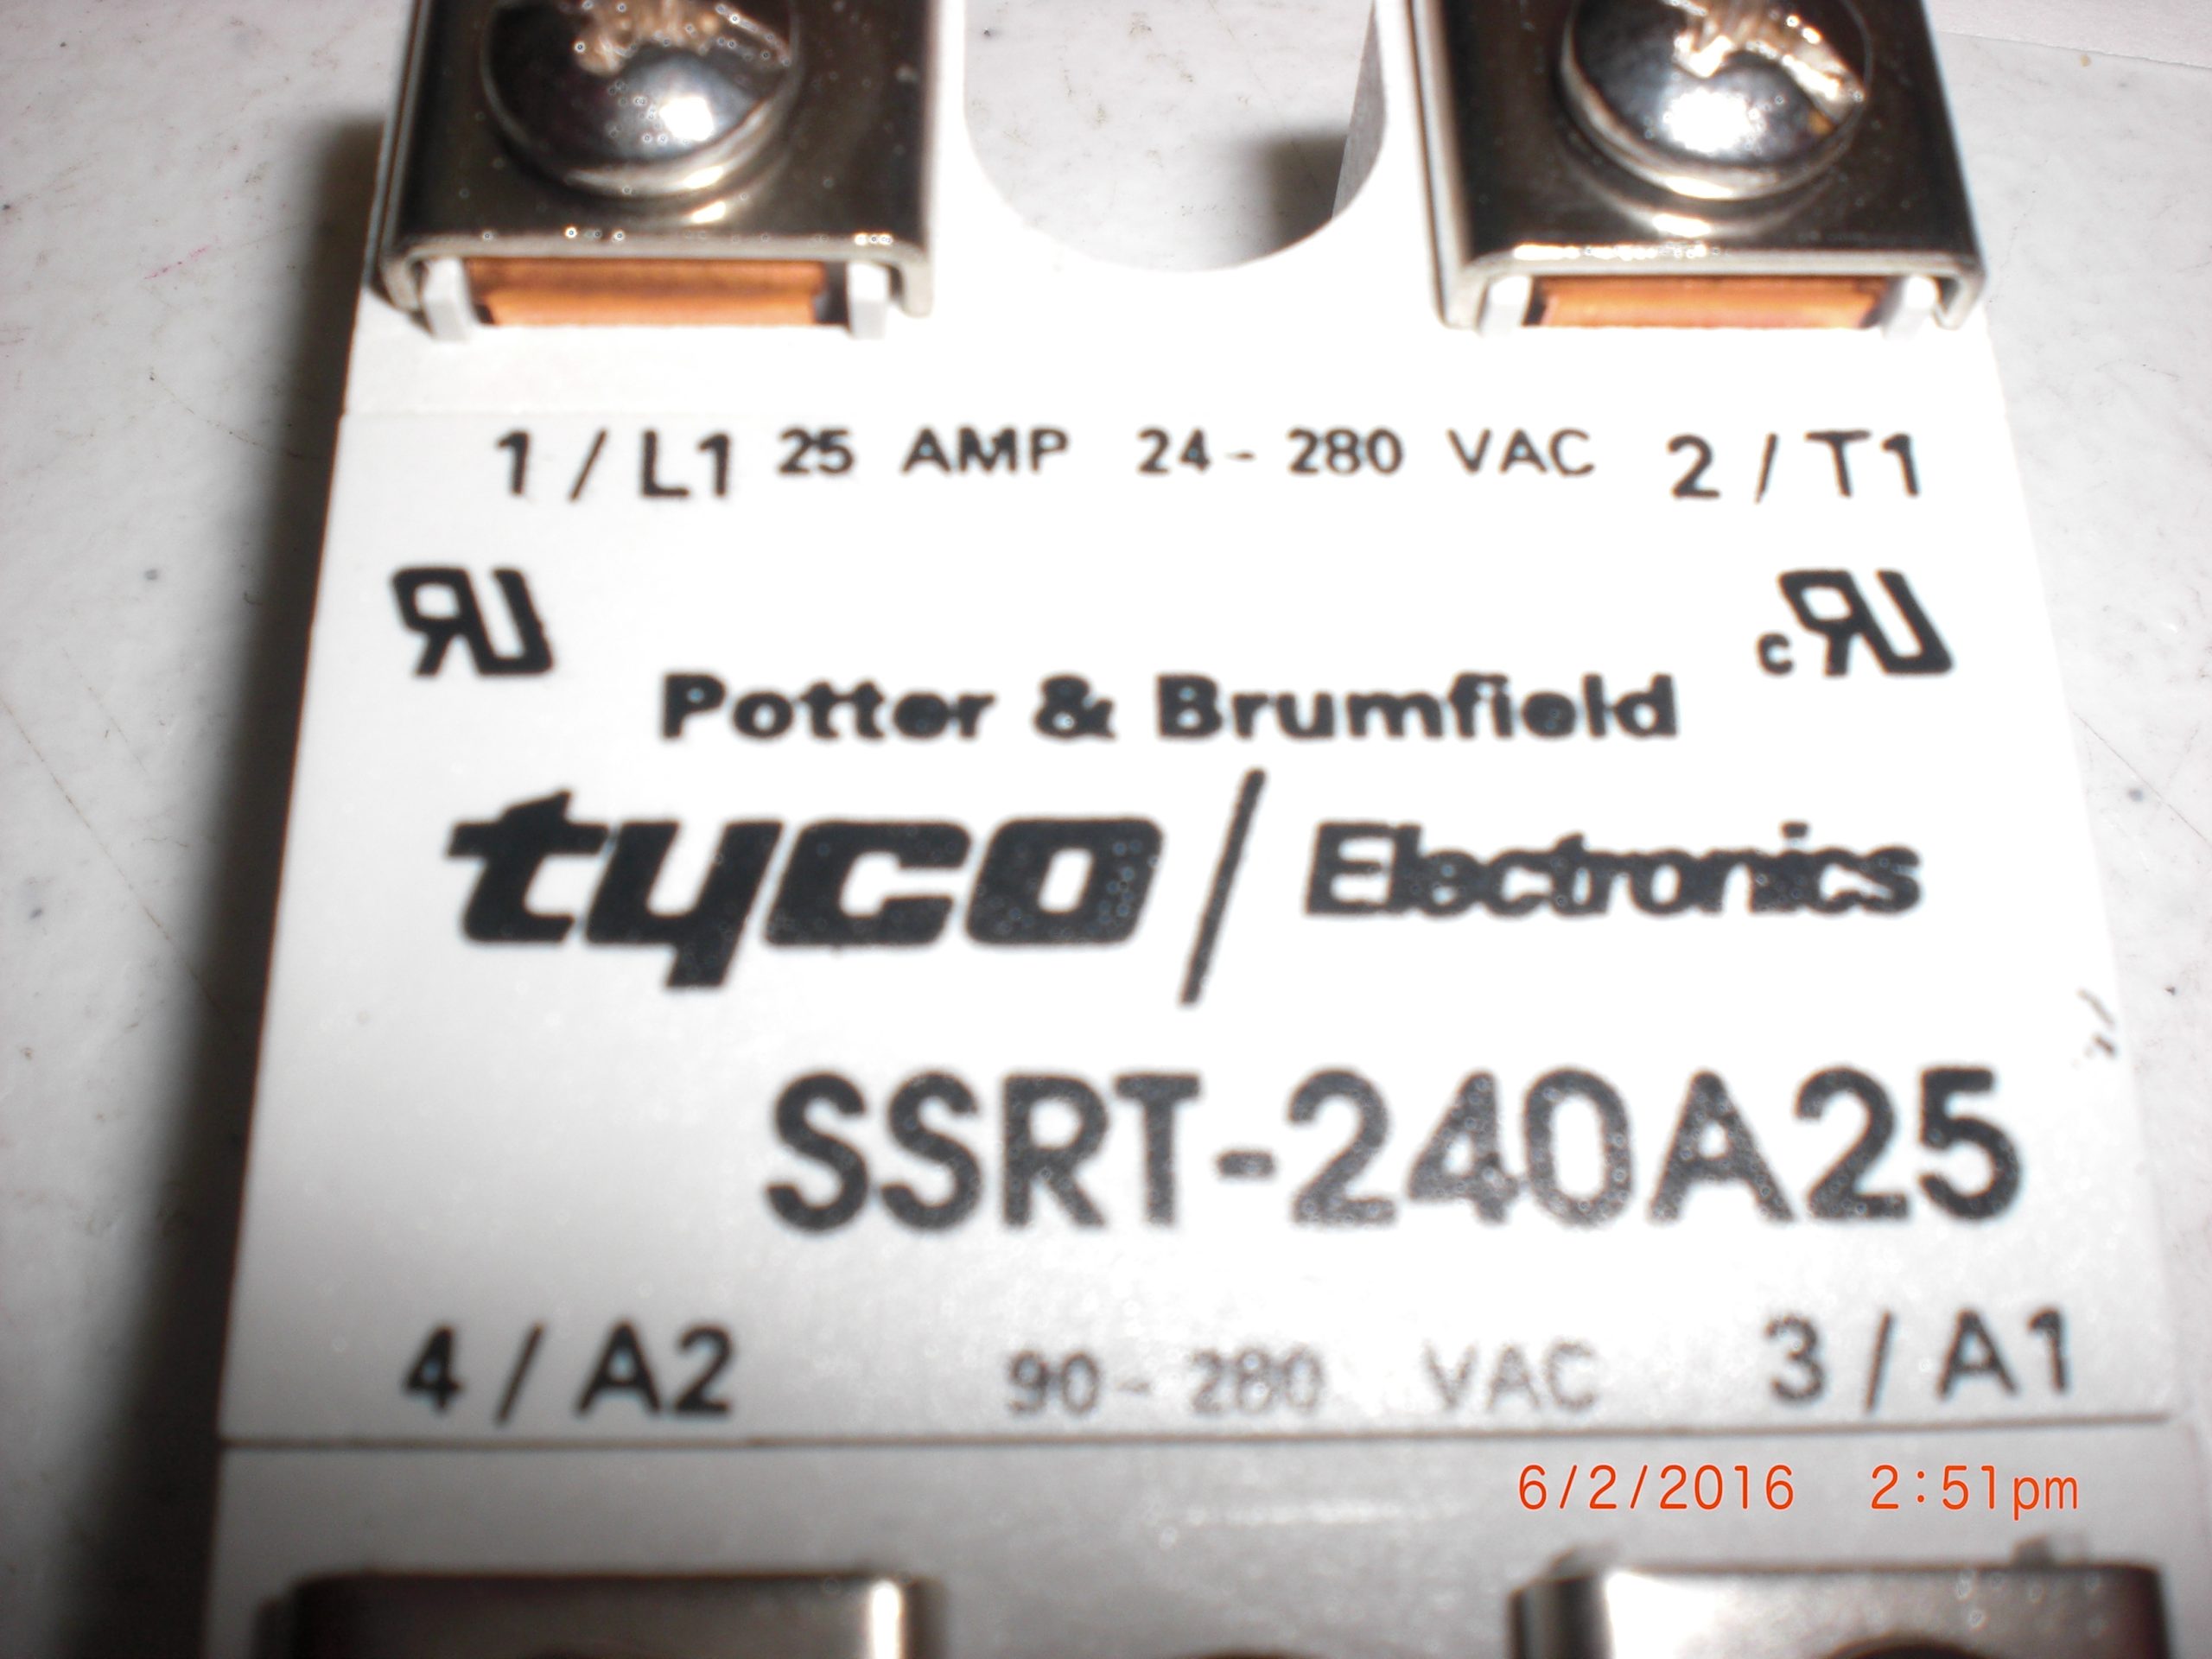 1 / L1 25 AMP 24 - 280 VAC 2 / T1
Potter & Brumfield
tyco / Electronics
SSRT-240A25
4 / A2 90 - 280 VAC 3 / A1
6/2/2016 2:51pm